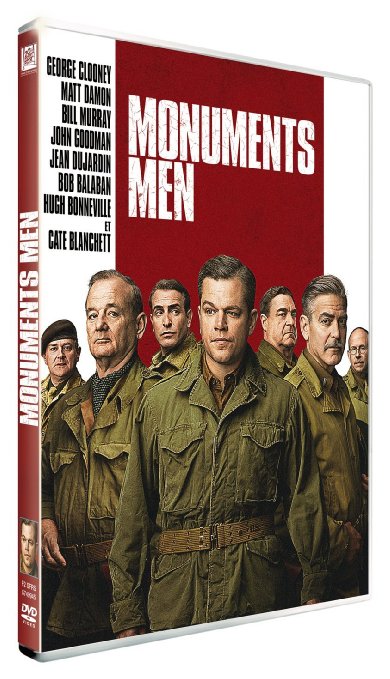 GEORGE CLOONEY
MATT DAMON
BILL MURRAY
JOHN GOODMAN
JEAN DUJARDIN
BOB BALABAN
HUGH BONNEVILLE
ET
CATE BLANCHETT
MONUMENTS
MEN
MONUMENTS MEN
DVD
VIDEO